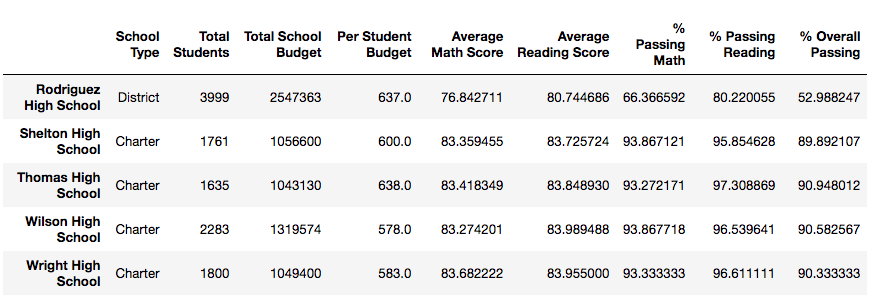 School Type Total Students Total School Budget Per Student Budget Average Math Score Average Reading Score % Passing Math % Passing Reading % Overall Passing
Rodriguez High School District 3999 2547363 637.0 76.842711 80.744686 66.366592 80.220055 52.988247
Shelton High School Charter 1761 1056600 600.0 83.359455 83.725724 93.867121 95.854628 89.892107
Thomas High School Charter 1635 1043130 638.0 83.418349 83.848930 93.272171 97.308869 90.948012
Wilson High School Charter 2283 1319574 578.0 83.274201 83.989488 93.867718 96.539641 90.582567
Wright High School Charter 1800 1049400 583.0 83.682222 83.955000 93.333333 96.611111 90.333333